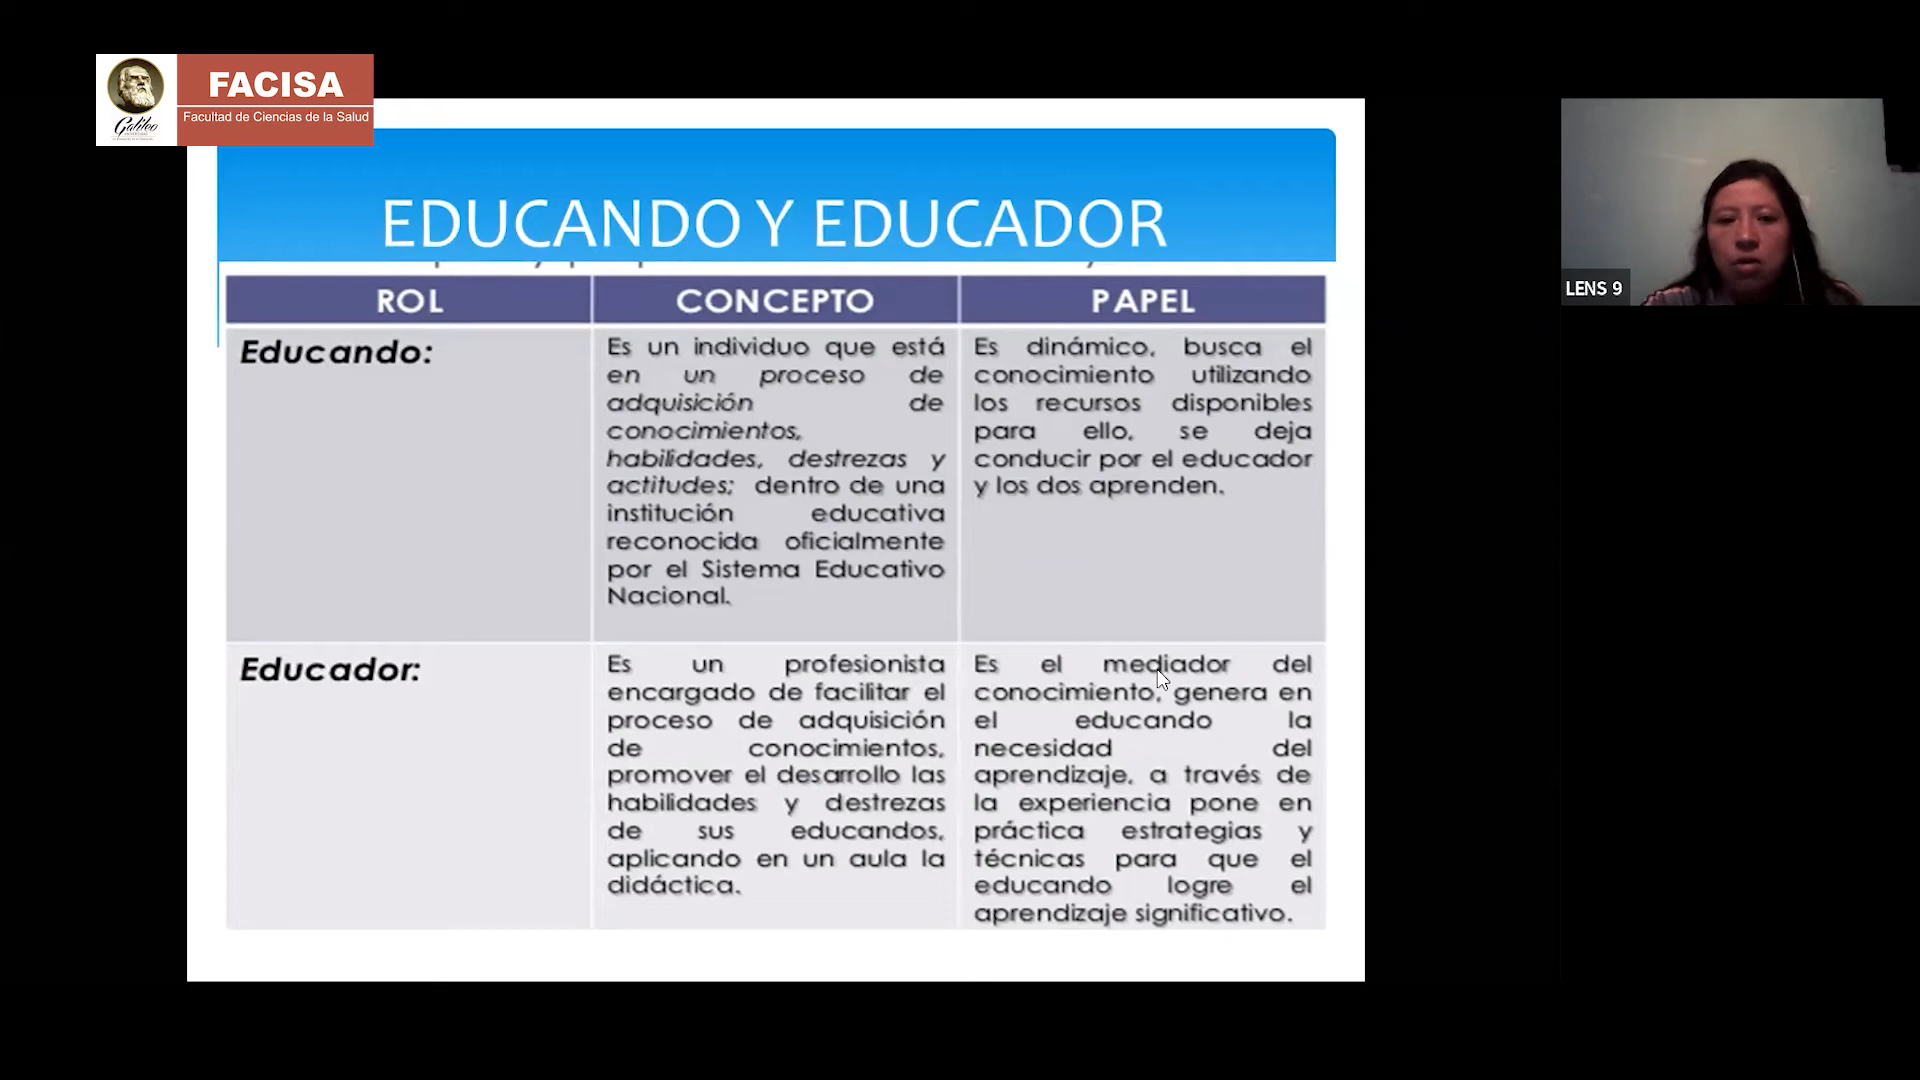 FACISA
Facultad de Ciencias de la Salud
Galileo
EDUCANDO Y EDUCADOR
ROL
CONCEPTO
PAPEL
Educando:
Es un individuo que está
en un proceso de
adquisición de
conocimientos,
habilidades, destrezas y
actitudes; dentro de una
institución educativa
reconocida oficialmente
por el Sistema Educativo
Nacional.
Es dinámico, busca el
conocimiento utilizando
los recursos disponibles
para ello, se deja
conducir por el educador
y los dos aprenden.
Educador:
Es un profesionista
encargado de facilitar el
proceso de adquisición
de conocimientos,
promover el desarrollo las
habilidades y destrezas
de sus educandos,
aplicando en un aula la
didáctica.
Es el mediador del
conocimiento, genera en
el educando la
necesidad del
aprendizaje, a través de
la experiencia pone en
práctica estrategias y
técnicas para que el
educando logre el
aprendizaje significativo.
LENS 9